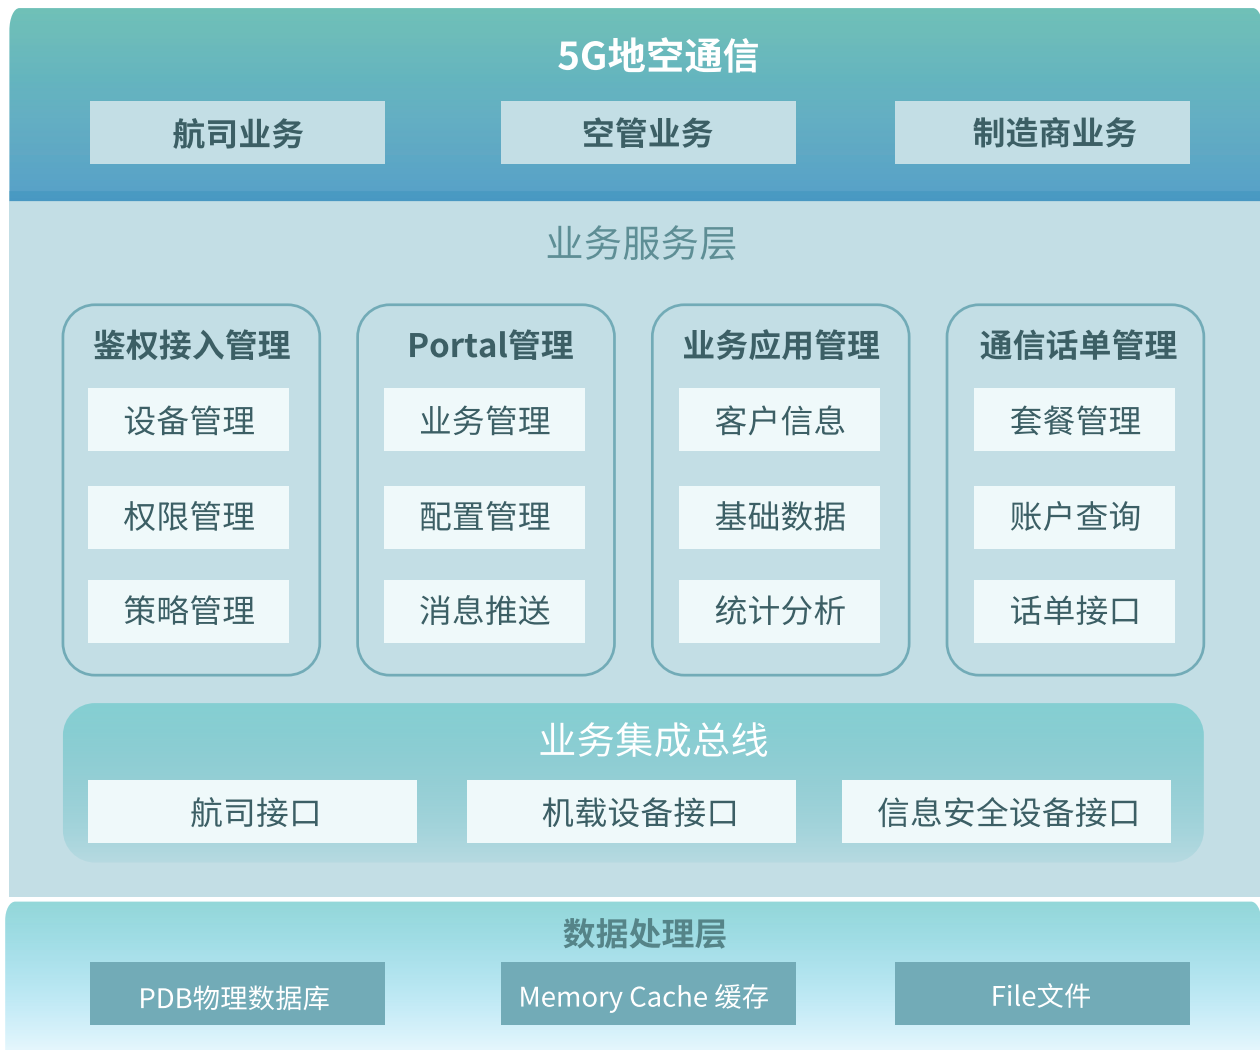 5G地空通信
航司业务
空管业务
制造商业务
业务服务层
鉴权接入管理
设备管理
权限管理
策略管理
Portal管理
业务管理
配置管理
消息推送
业务应用管理
客户信息
基础数据
统计分析
通信话单管理
套餐管理
账户查询
话单接口
业务集成总线
航司接口
机载设备接口
信息安全设备接口
数据处理层
PDB物理数据库
Memory Cache 缓存
File文件